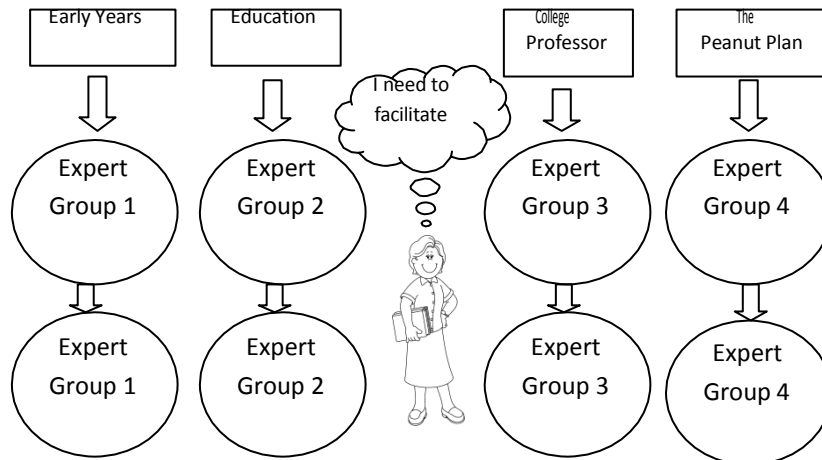 Early Years
Education
College
Professor
The
Peanut Plan
I need to
facilitate
Expert
Group 1
Expert
Group 2
Expert
Group 3
Expert
Group 4
Expert
Group 1
Expert
Group 2
Expert
Group 3
Expert
Group 4